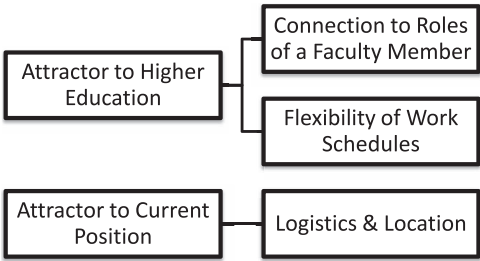 Attractor to Higher
Education
Connection to Roles
of a Faculty Member
Flexibility of Work
Schedules
Attractor to Current
Position
Logistics & Location